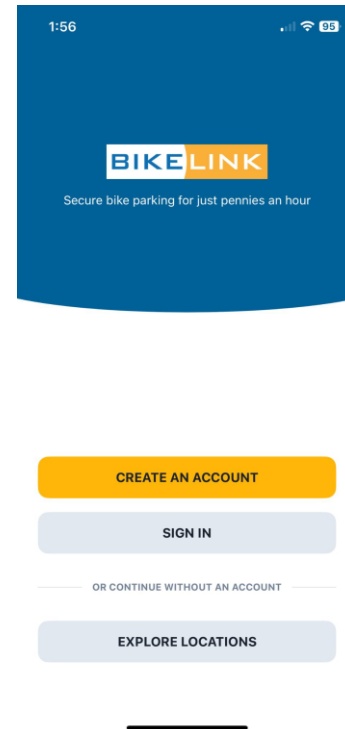 1:56
95
BIKELINK
Secure bike parking for just pennies an hour
CREATE AN ACCOUNT
SIGN IN
OR CONTINUE WITHOUT AN ACCOUNT
EXPLORE LOCATIONS